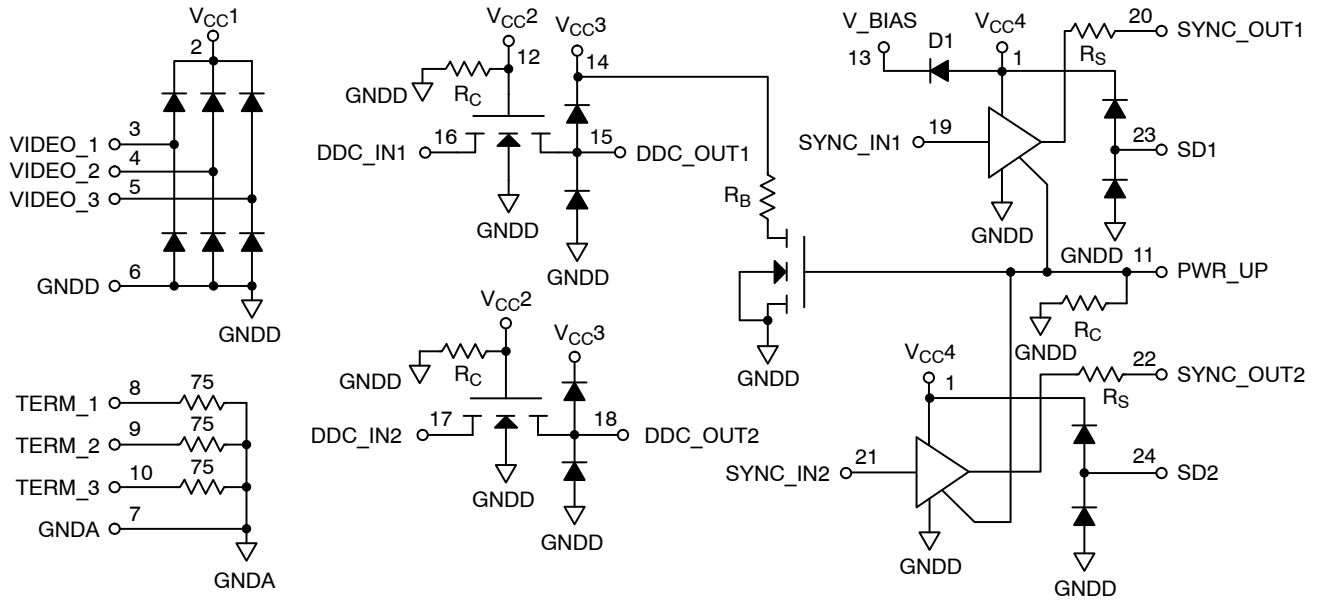 VCC1
2
VIDEO_1 3
VIDEO_2 4
VIDEO_3 5
GNDD 6
GNDD
TERM_1 8 75
TERM_2 9 75
TERM_3 10 75
GNDA 7
GNDA
VCC2
12
VCC3
14
GNDD RC
DDC_IN1 16
15 DDC_OUT1
GNDD
GNDD
RB
GNDD
VCC2
VCC3
GNDD RC
DDC_IN2 17
18 DDC_OUT2
GNDD
GNDD
V_BIAS
13
D1
VCC4
1
RS
20 SYNC_OUT1
SYNC_IN1 19
23 SD1
GNDD
GNDD
11 PWR_UP
GNDD RC
VCC4
1
RS
22 SYNC_OUT2
SYNC_IN2 21
24 SD2
GNDD
GNDD